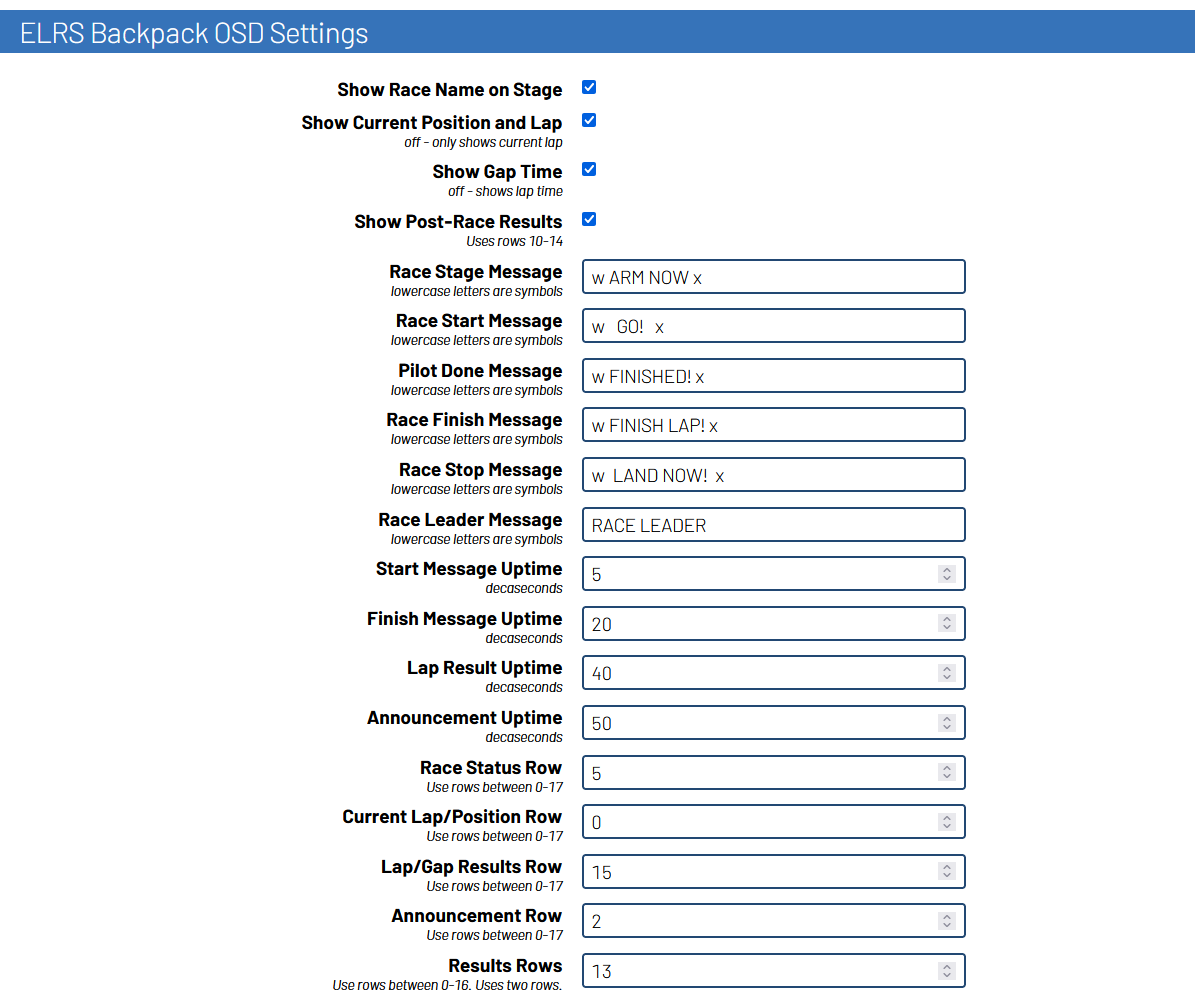 ELRS Backpack OSD Settings
Show Race Name on Stage
Show Current Position and Lap
off - only shows current lap
Show Gap Time
off - shows lap time
Show Post-Race Results
Uses rows 10-14
Race Stage Message
w ARM NOW x
lowercase letters are symbols
Race Start Message
w   GO!   x
lowercase letters are symbols
Pilot Done Message
w FINISHED! x
lowercase letters are symbols
Race Finish Message
w FINISH LAP! x
lowercase letters are symbols
Race Stop Message
w  LAND NOW!  x
lowercase letters are symbols
Race Leader Message
RACE LEADER
lowercase letters are symbols
Start Message Uptime
5
decaseconds
Finish Message Uptime
20
decaseconds
Lap Result Uptime
40
decaseconds
Announcement Uptime
50
decaseconds
Race Status Row
5
Use rows between 0-17
Current Lap/Position Row
0
Use rows between 0-17
Lap/Gap Results Row
15
Use rows between 0-17
Announcement Row
2
Use rows between 0-17
Results Rows
13
Use rows between 0-16. Uses two rows.